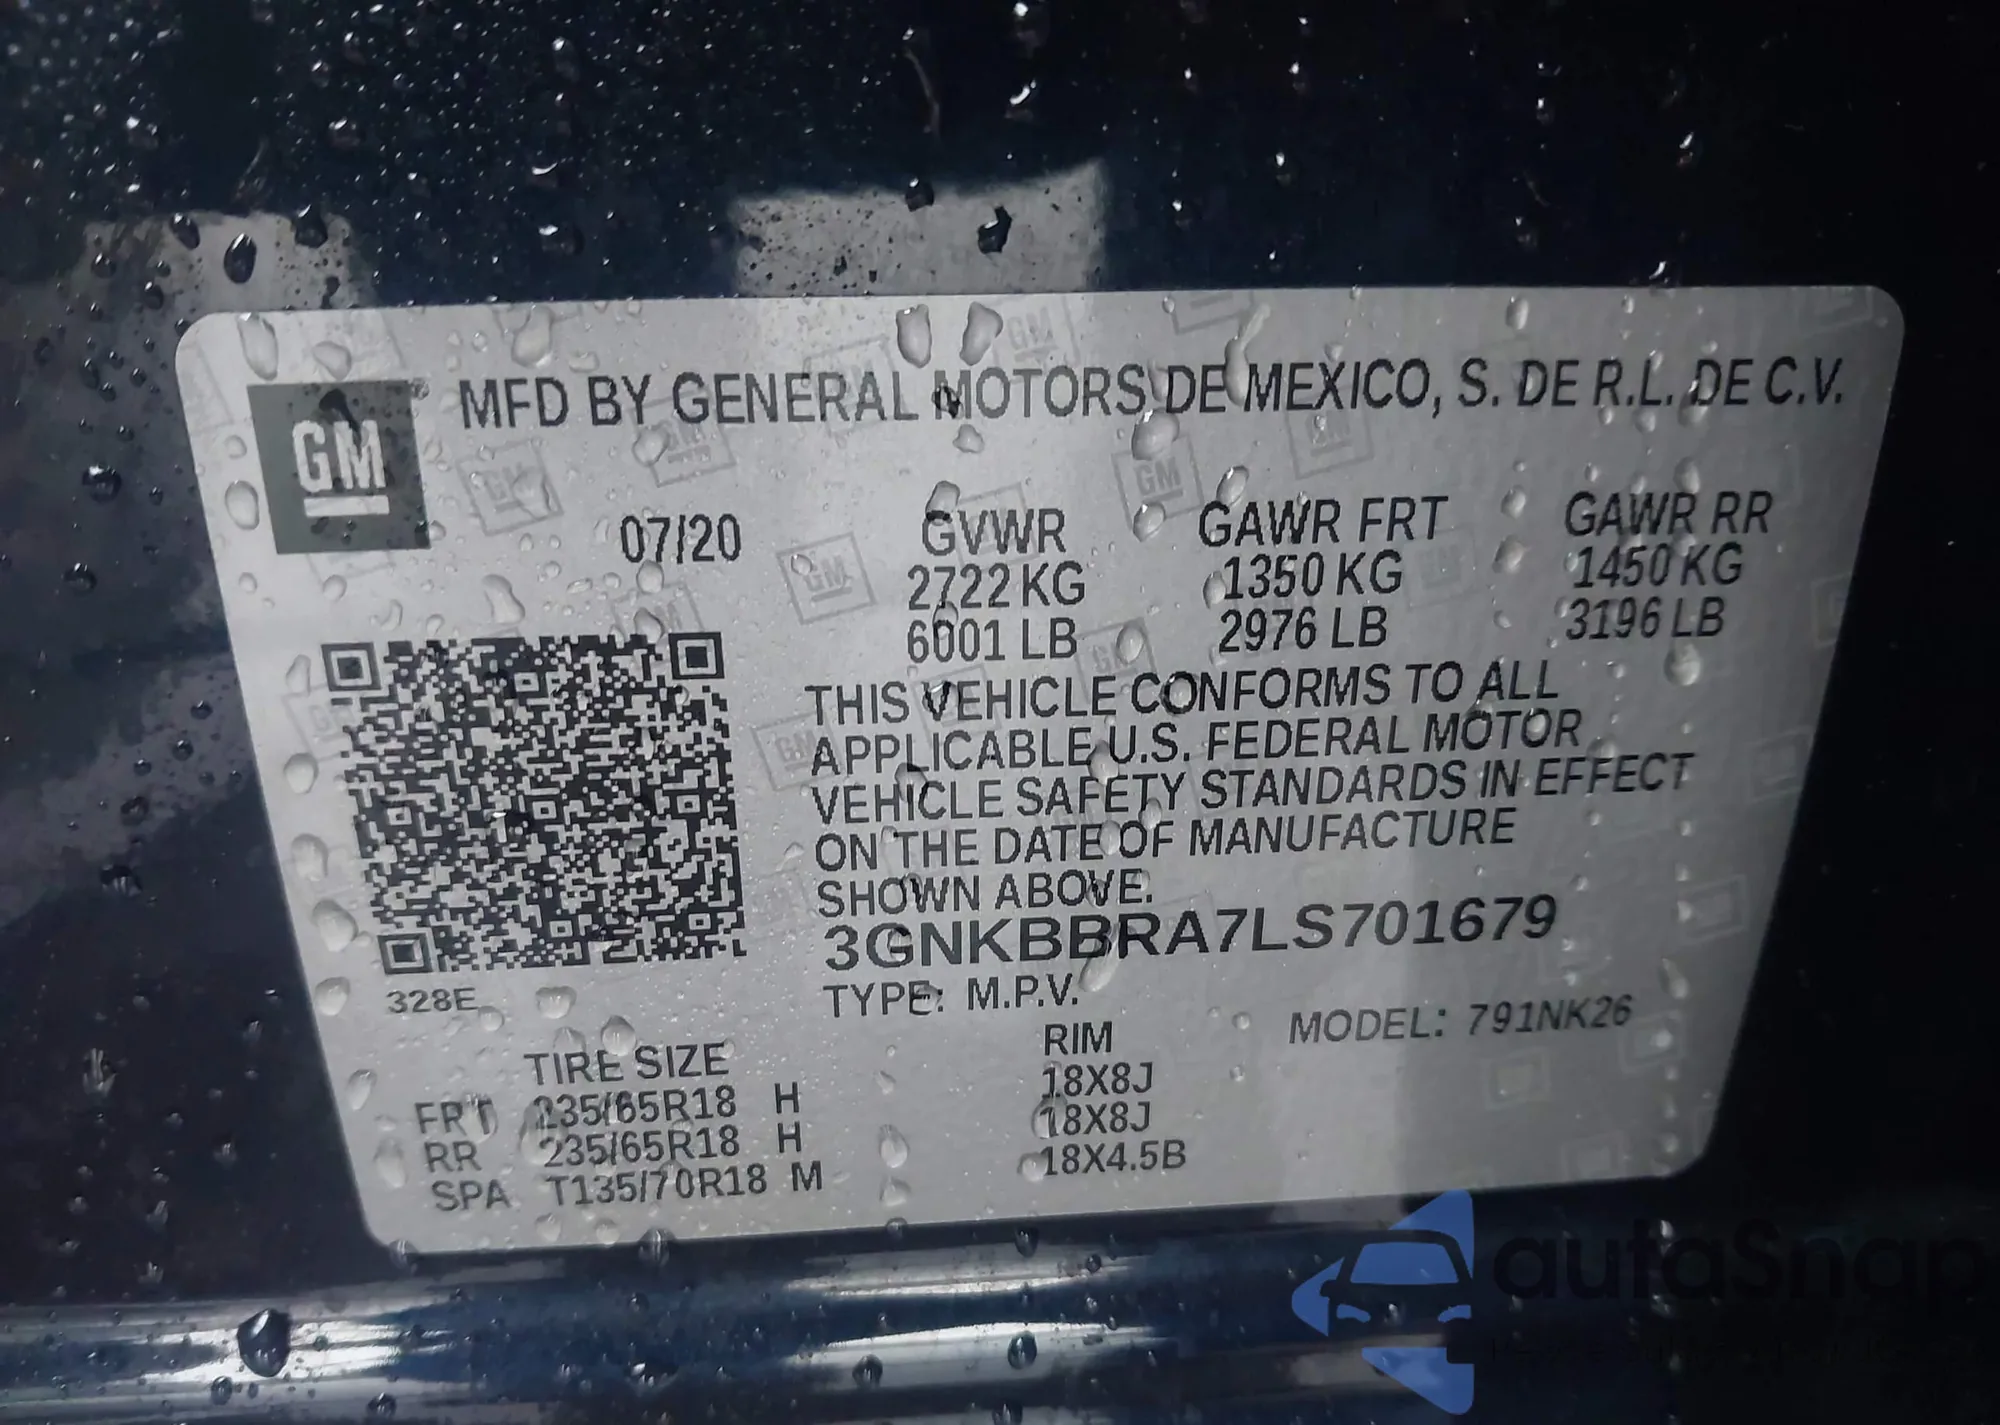 GM
MFD BY GENERAL MOTORS DE MEXICO, S. DE R.L. DE C.V.
07/20
GVWR GAWR FRT GAWR RR
2722 KG 1350 KG 1450 KG
6001 LB 2976 LB 3196 LB
THIS VEHICLE CONFORMS TO ALL
APPLICABLE U.S. FEDERAL MOTOR
VEHICLE SAFETY STANDARDS IN EFFECT
ON THE DATE OF MANUFACTURE
SHOWN ABOVE.
3GNKBBRA7LS701679
328E
TYPE: M.P.V. MODEL: 791NK26
TIRE SIZE RIM
FRT 235/65R18 H 18X8J
RR 235/65R18 H 18X8J
SPA T135/70R18 M 18X4.5B
autaSnap